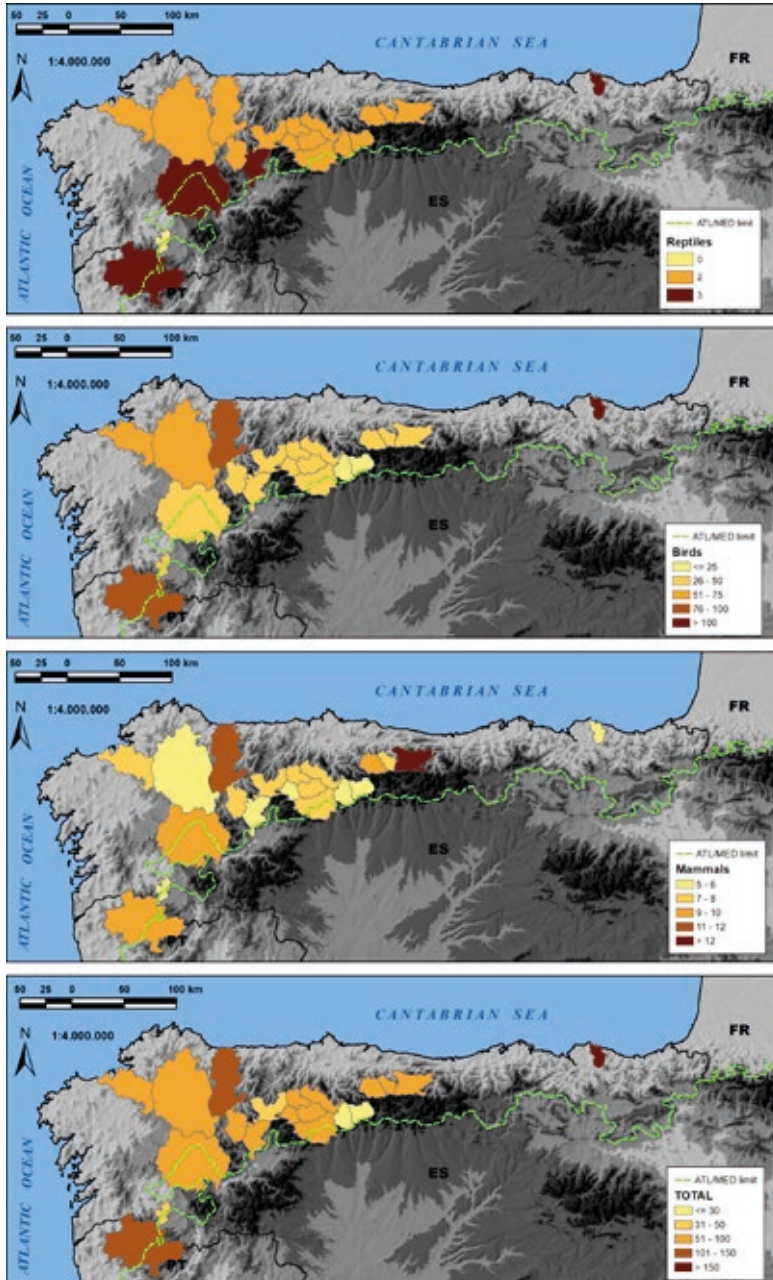 50 25 0 50 100 km
N
1:4.000.000
CANTABRIAN SEA
FR
ATLANTIC OCEAN
ES
PT
ATL/MED limit
Reptiles
0
2
3
50 25 0 50 100 km
N
1:4.000.000
CANTABRIAN SEA
FR
ATLANTIC OCEAN
ES
PT
ATL/MED limit
Birds
<= 25
26 - 50
51 - 75
76 - 100
> 100
50 25 0 50 100 km
N
1:4.000.000
CANTABRIAN SEA
FR
ATLANTIC OCEAN
ES
PT
ATL/MED limit
Mammals
5 - 6
7 - 8
9 - 10
11 - 12
> 12
50 25 0 50 100 km
N
1:4.000.000
CANTABRIAN SEA
FR
ATLANTIC OCEAN
ES
PT
ATL/MED limit
TOTAL
<= 30
31 - 50
51 - 100
101 - 150
> 150